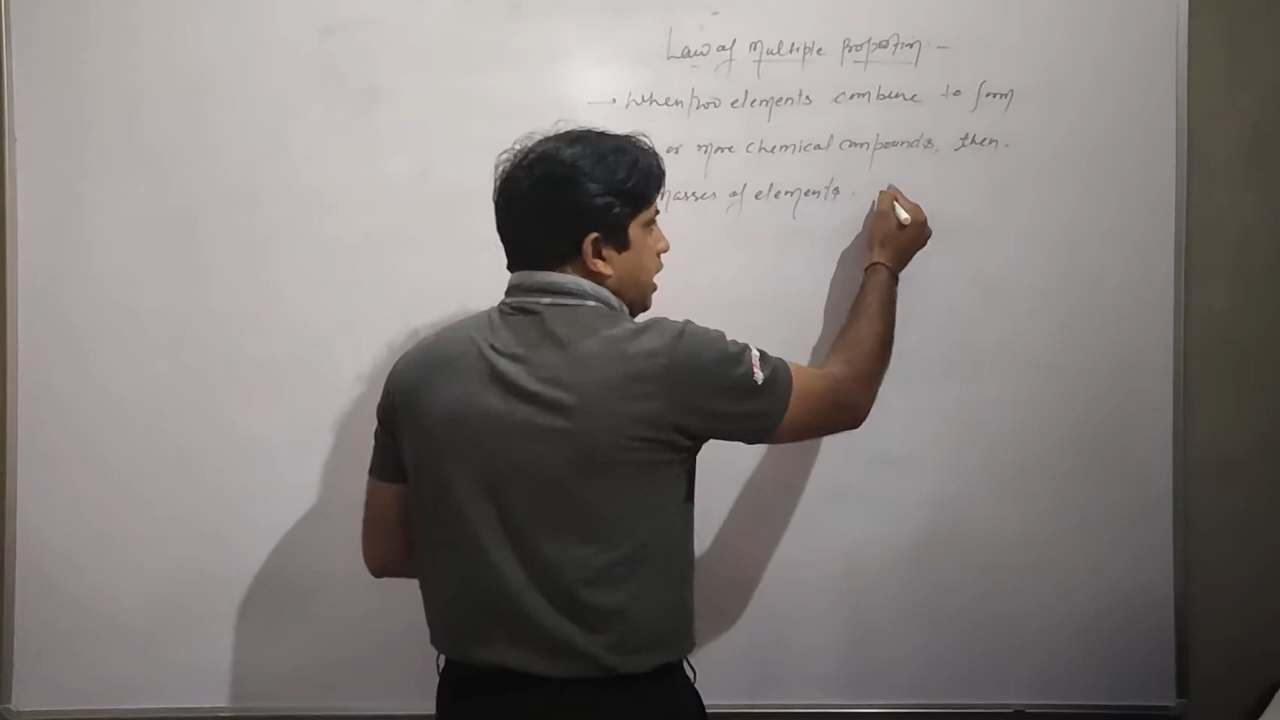 Law of Multiple Proportion -
→ When two elements combine to form
or more chemical compounds, then.
masses of elements